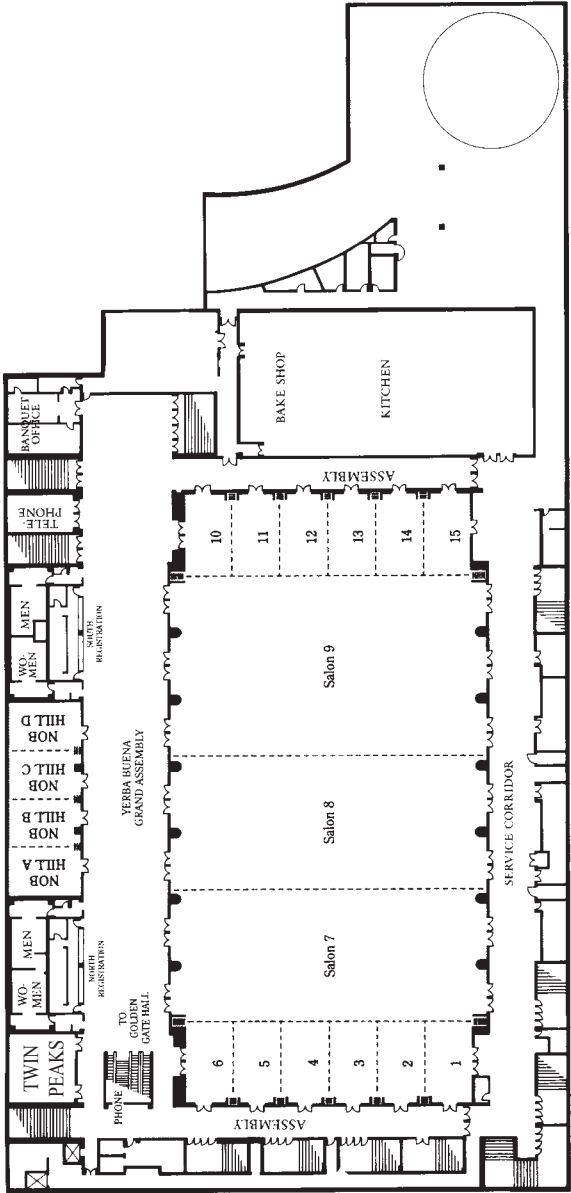 BANQUET
OFFICE
TELE-
PHONE
MEN
WO-
MEN
SOUTH
REGISTRATION
NOB
HILL D
NOB
HILL C
NOB
HILL B
NOB
HILL A
YERBA BUENA
GRAND ASSEMBLY
MEN
WO-
MEN
NORTH
REGISTRATION
TWIN
PEAKS
PHONE
TO
GOLDEN
GATE HALL
BAKE SHOP
KITCHEN
ASSEMBLY
10
11
12
13
14
15
Salon 9
Salon 8
Salon 7
6
5
4
3
2
1
ASSEMBLY
SERVICE CORRIDOR